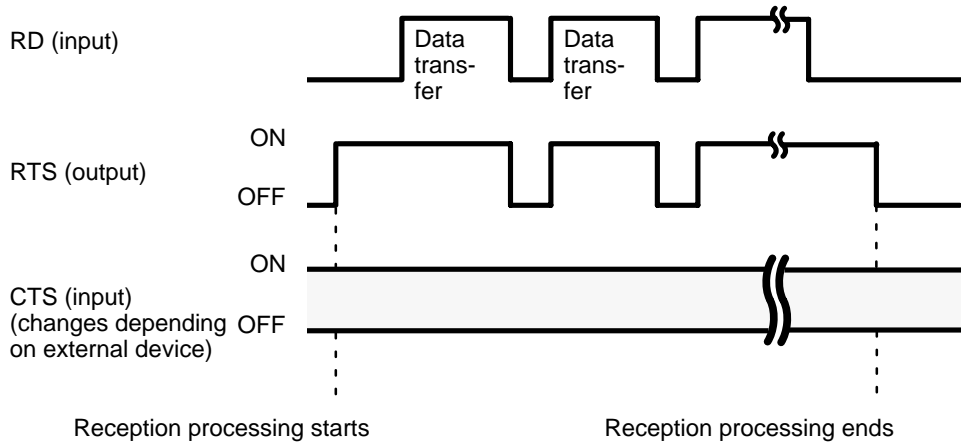 RD (input)
Data
trans-
fer
Data
trans-
fer
ON
RTS (output)
OFF
ON
CTS (input)
(changes depending
OFF
on external device)
Reception processing starts
Reception processing ends